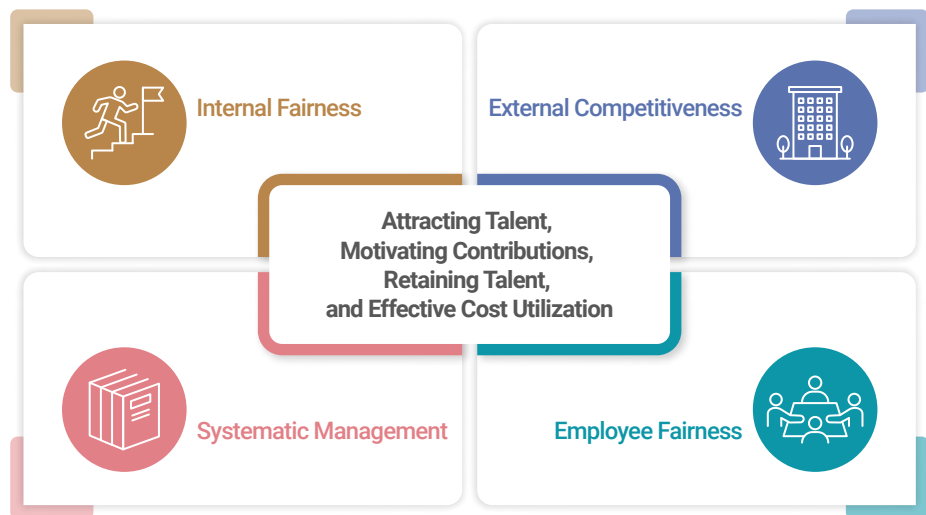 Internal Fairness
External Competitiveness
Attracting Talent,
Motivating Contributions,
Retaining Talent,
and Effective Cost Utilization
Systematic Management
Employee Fairness